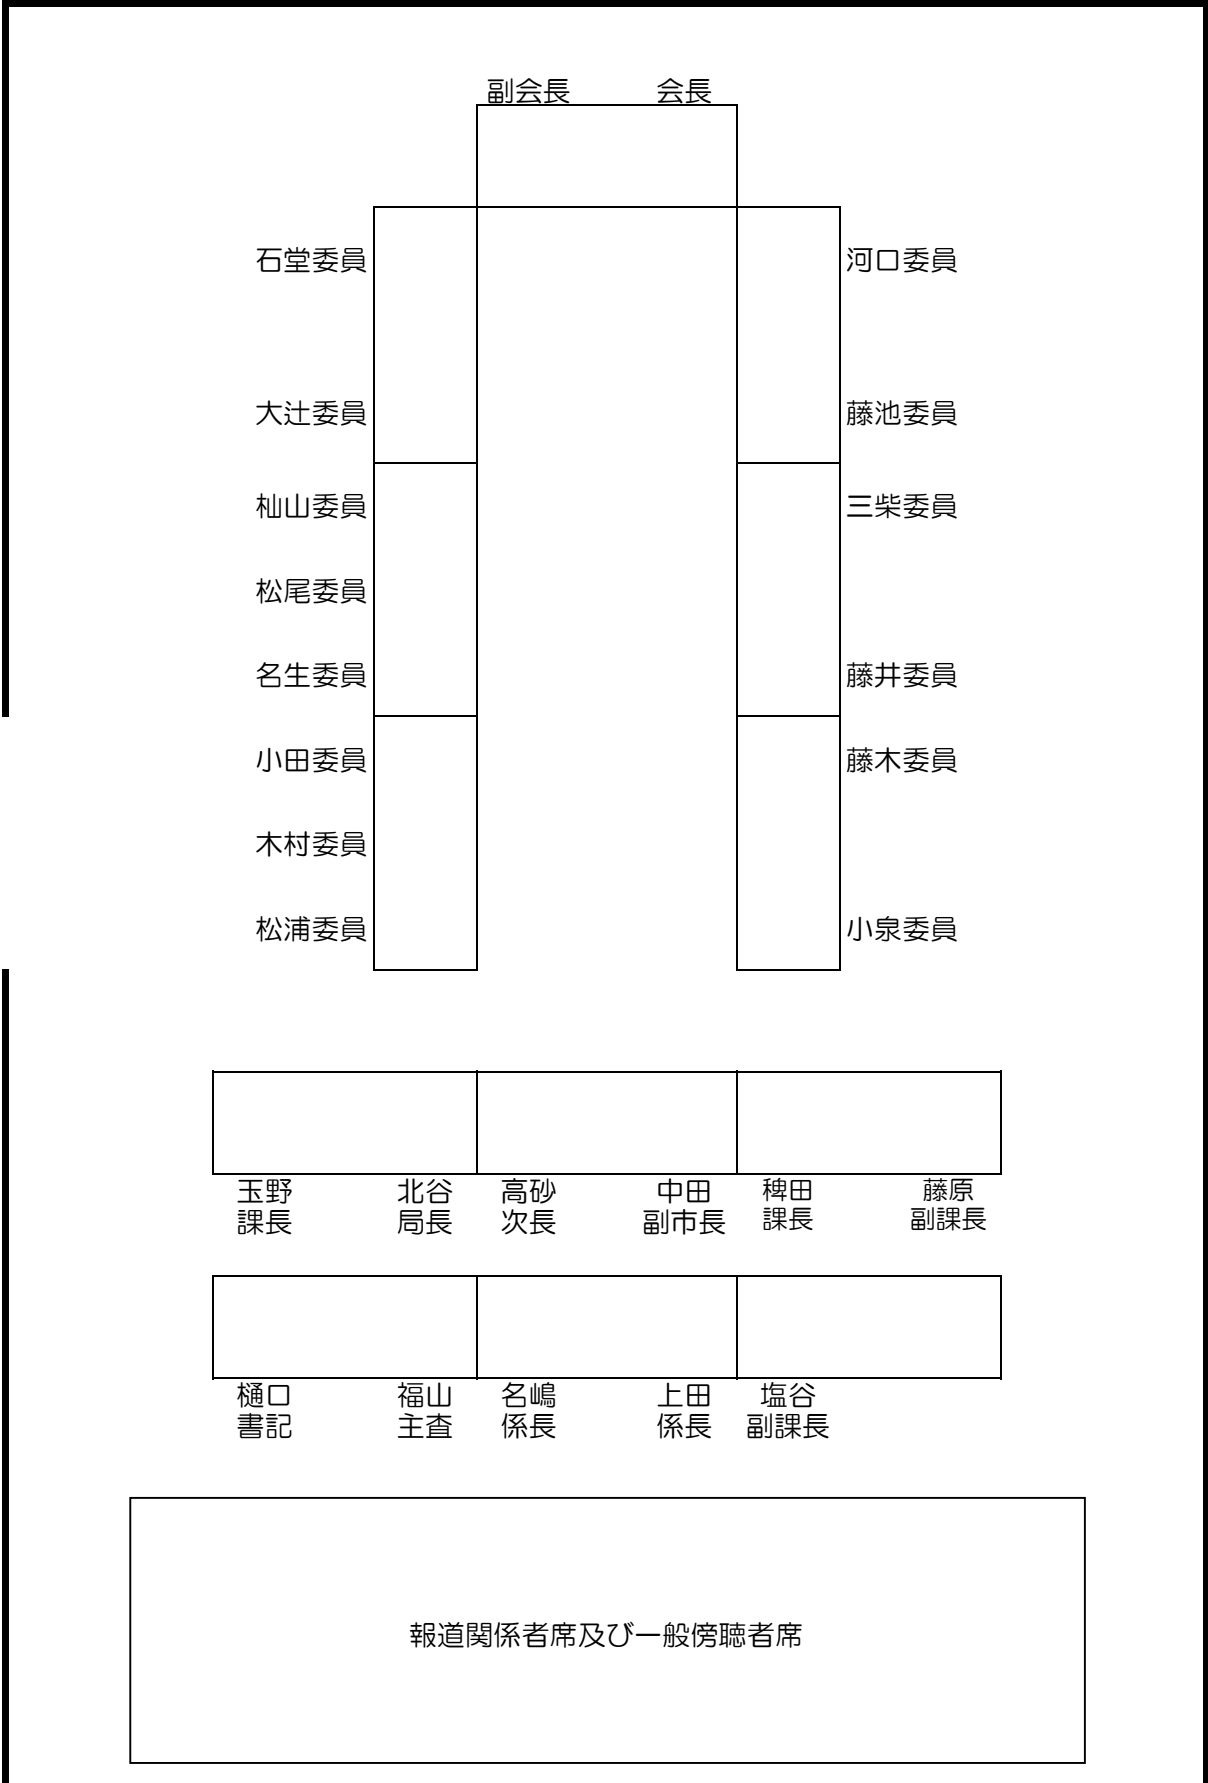 副会長 会長
石堂委員 河口委員
大辻委員 藤池委員
杣山委員 三柴委員
松尾委員
名生委員 藤井委員
小田委員 藤木委員
木村委員
松浦委員 小泉委員
玉野 北谷 高砂 中田 稗田 藤原
課長 局長 次長 副市長 課長 副課長
樋口 福山 名嶋 上田 塩谷
書記 主査 係長 係長 副課長
報道関係者席及び一般傍聴者席